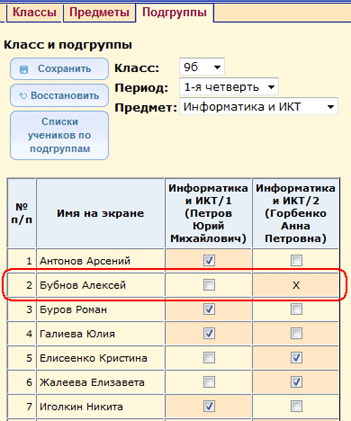 Классы Предметы Подгруппы
Класс и подгруппы
Сохранить
Восстановить
Списки
учеников по
подгруппам
Класс: 9б
Период: 1-я четверть
Предмет: Информатика и ИКТ
№
п/п
Имя на экране
Информатика
и ИКТ/1
(Петров
Юрий
Михайлович)
Информатика
и ИКТ/2
(Горбенко
Анна
Петровна)
1 Антонов Арсений
2 Бубнов Алексей X
3 Буров Роман
4 Галиева Юлия
5 Елисеенко Кристина
6 Жалеева Елизавета
7 Иголкин Никита